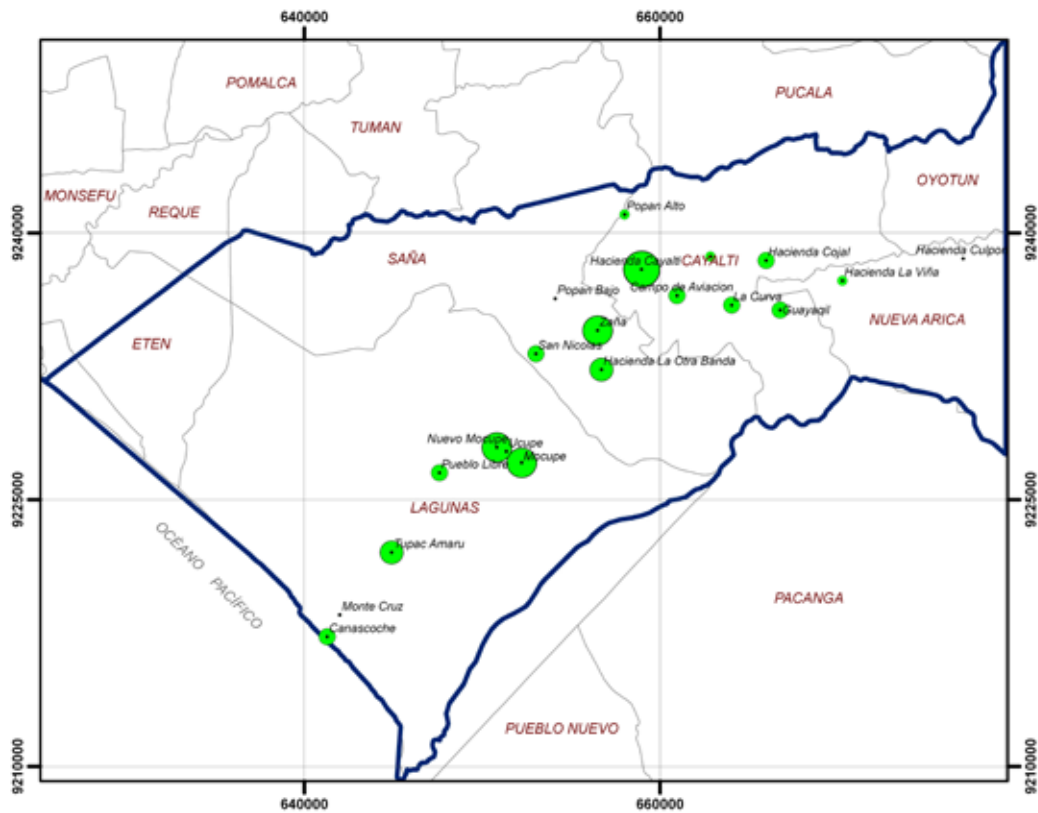 640000
660000
POMALCA
PUCALA
TUMAN
OYOTUN
MONSEFU
REQUE
Popan Alto
9240000
9240000
SAÑA
Hacienda Cayalti
CAYALTI
Hacienda Cojal
Hacienda Culpon
Hacienda La Viña
Popan Bajo
Campo de Aviacion
La Curva
Guayaqil
NUEVA ARICA
Zaña
ETEN
San Nicolas
Hacienda La Otra Banda
Nuevo Mocupe
Ucupe
Mocupe
Pueblo Libre
9225000
9225000
LAGUNAS
OCÉANO PACÍFICO
Tupac Amaru
Monte Cruz
PACANGA
Canascoche
PUEBLO NUEVO
9210000
9210000
640000
660000